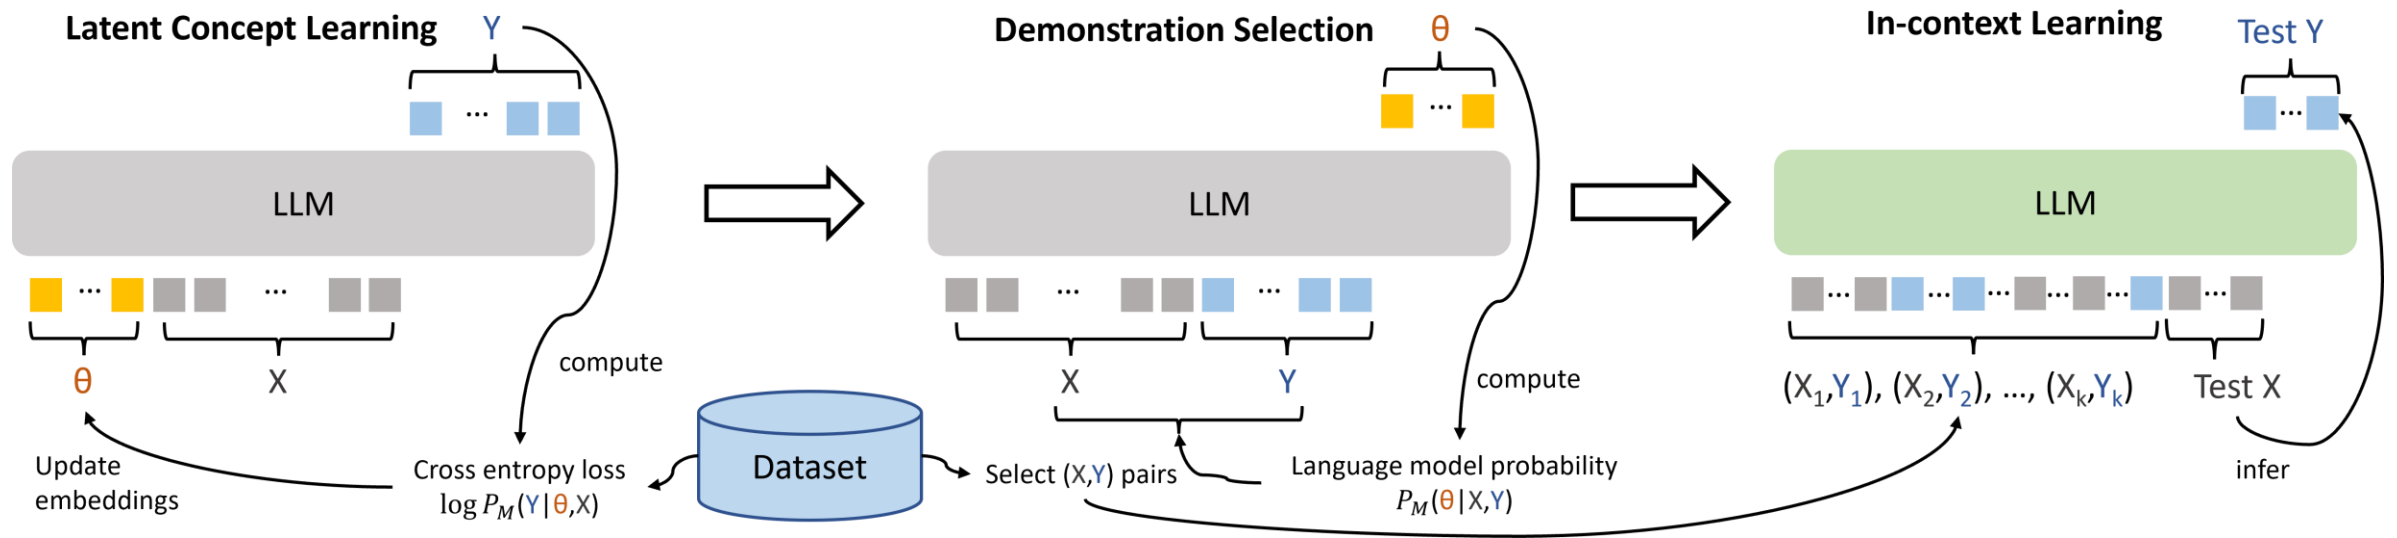 Latent Concept Learning
Y
...
LLM
...
...
θ
X
compute
Update
embeddings
Cross entropy loss
log P_M(Y|θ,X)
Dataset
Demonstration Selection
θ
...
LLM
...
...
X
Y
compute
Select (X,Y) pairs
Language model probability
P_M(θ|X,Y)
In-context Learning
Test Y
...
LLM
... ... ... ... ... ...
(X₁,Y₁), (X₂,Y₂), ..., (Xₖ,Yₖ)
Test X
infer